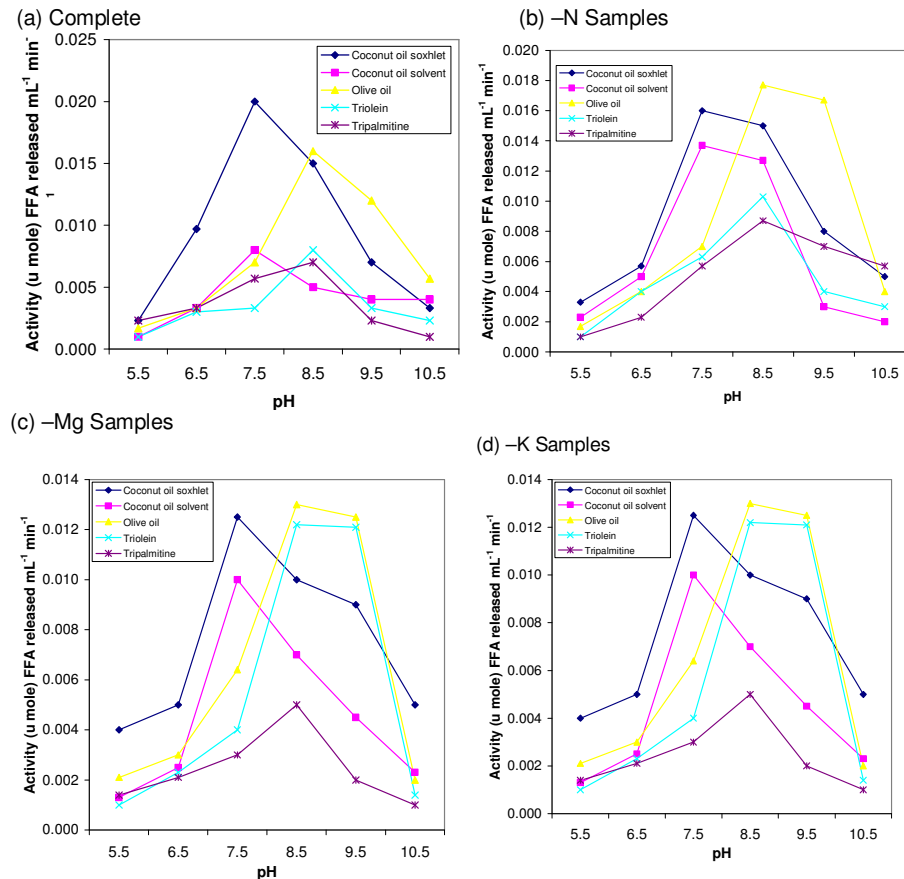 (a) Complete
Activity (u mole) FFA released mL-1 min-
1
0.025
0.020
0.015
0.010
0.005
0.000
Coconut oil soxhlet
Coconut oil solvent
Olive oil
Triolein
Tripalmitine
5.5 6.5 7.5 8.5 9.5 10.5
pH
(b) –N Samples
Activity (u mole) FFA released mL-1 min-1
0.020
0.018
0.016
0.014
0.012
0.010
0.008
0.006
0.004
0.002
0.000
Coconut oil soxhlet
Coconut oil solvent
Olive oil
Triolein
Tripalmitine
5.5 6.5 7.5 8.5 9.5 10.5
pH
(c) –Mg Samples
Activity (u mole) FFA released mL-1 min-1
0.014
0.012
0.010
0.008
0.006
0.004
0.002
0.000
Coconut oil soxhlet
Coconut oil solvent
Olive oil
Triolein
Tripalmitine
5.5 6.5 7.5 8.5 9.5 10.5
pH
(d) –K Samples
Activity (u mole) FFA released mL-1 min-1
0.014
0.012
0.010
0.008
0.006
0.004
0.002
0.000
Coconut oil soxhlet
Coconut oil solvent
Olive oil
Triolein
Tripalmitine
5.5 6.5 7.5 8.5 9.5 10.5
pH